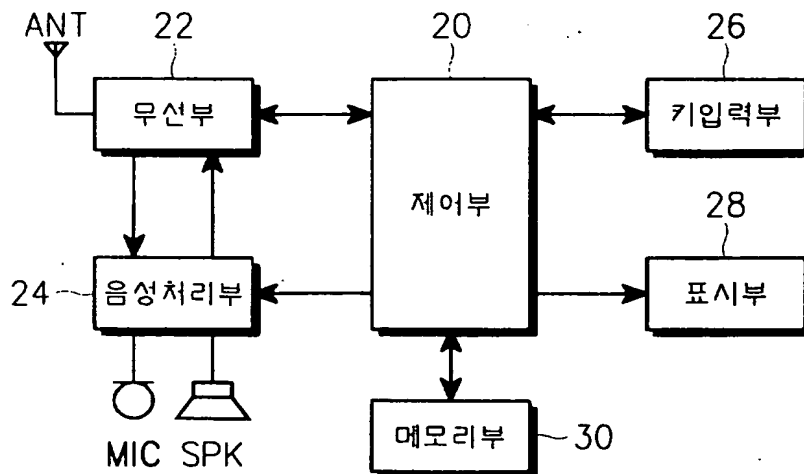 ANT
22
20
26
무선부
키입력부
제어부
28
24
음성처리부
표시부
MIC
SPK
메모리부
30